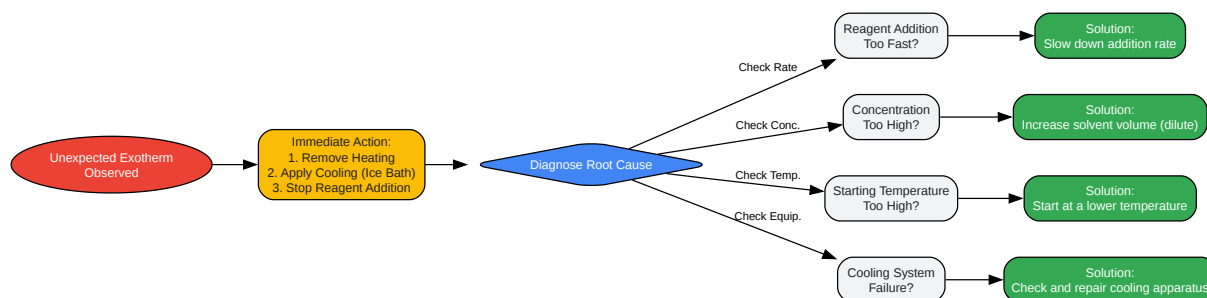 Unexpected Exotherm
Observed
Immediate Action:
1. Remove Heating
2. Apply Cooling (Ice Bath)
3. Stop Reagent Addition
Diagnose Root Cause
Check Rate
Reagent Addition
Too Fast?
Solution:
Slow down addition rate
Check Conc.
Concentration
Too High?
Solution:
Increase solvent volume (dilute)
Check Temp.
Starting Temperature
Too High?
Solution:
Start at a lower temperature
Check Equip.
Cooling System
Failure?
Solution:
Check and repair cooling apparatus